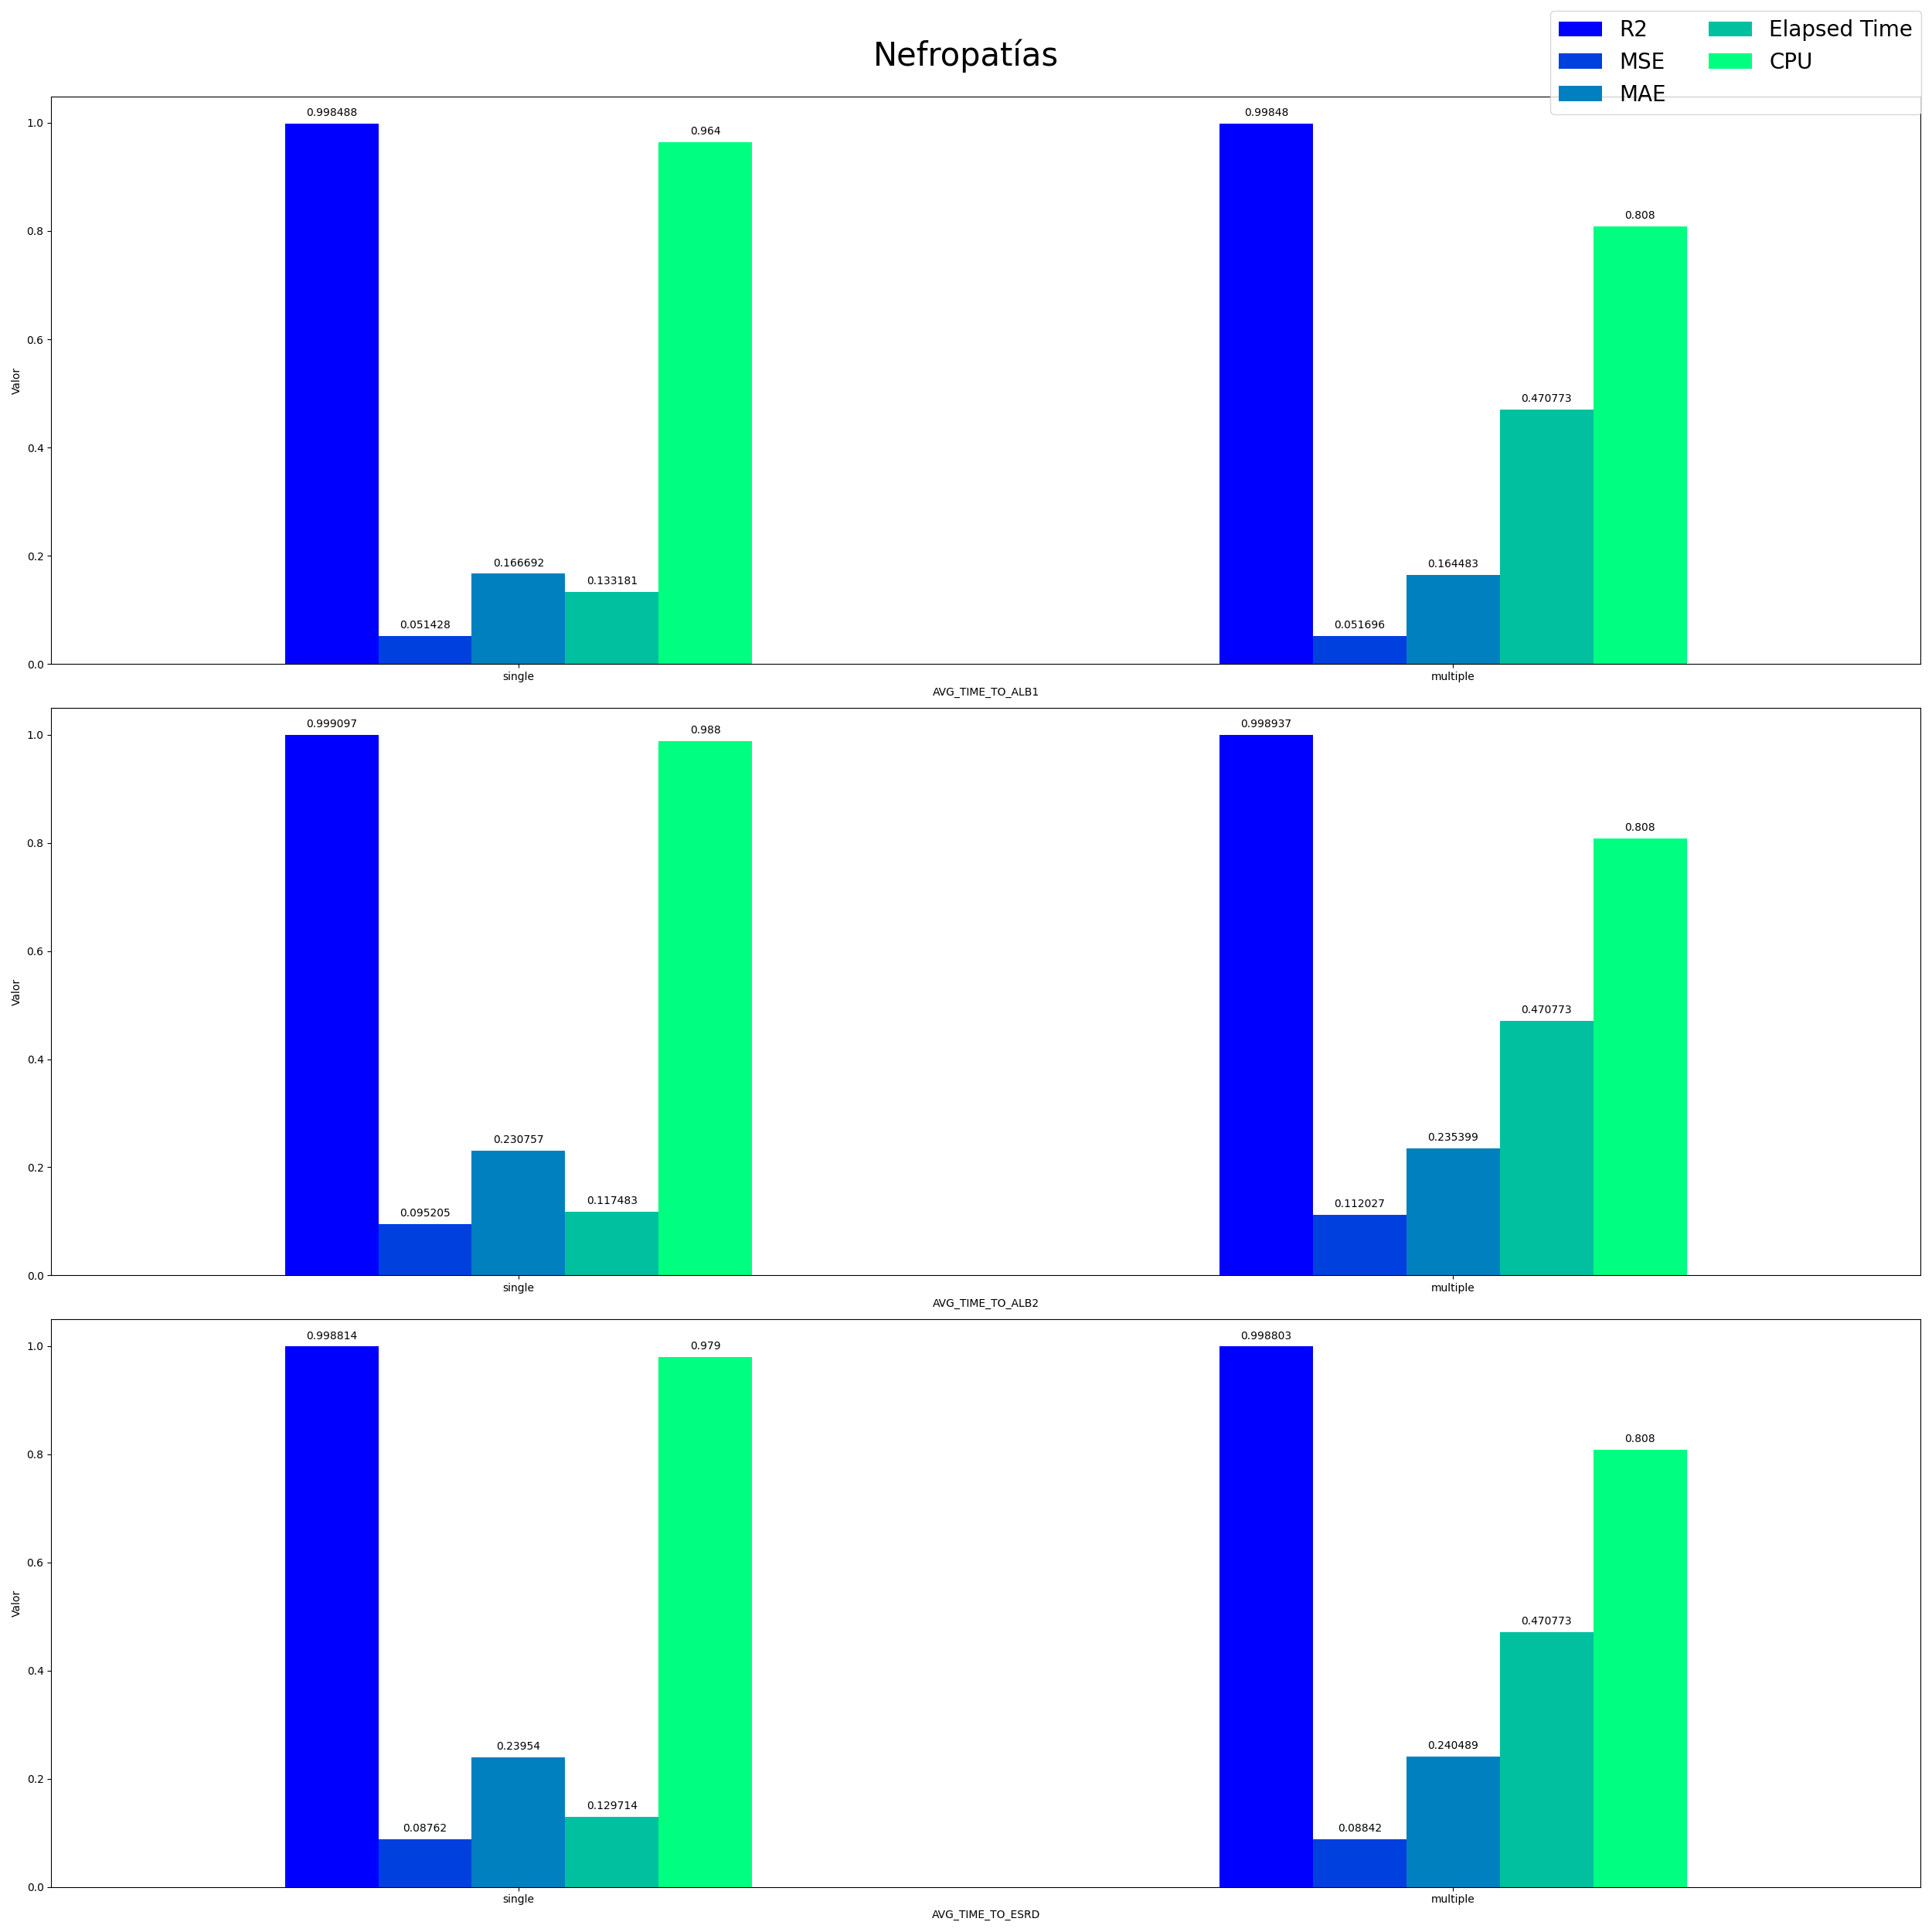 Nefropatías
R2
MSE
MAE
Elapsed Time
CPU
1.0
0.8
0.6
0.4
0.2
0.0
Valor
0.998488
0.051428
0.166692
0.133181
0.964
0.99848
0.051696
0.164483
0.470773
0.808
single
multiple
AVG_TIME_TO_ALB1
1.0
0.8
0.6
0.4
0.2
0.0
Valor
0.999097
0.095205
0.230757
0.117483
0.988
0.998937
0.112027
0.235399
0.470773
0.808
single
multiple
AVG_TIME_TO_ALB2
1.0
0.8
0.6
0.4
0.2
0.0
Valor
0.998814
0.08762
0.23954
0.129714
0.979
0.998803
0.08842
0.240489
0.470773
0.808
single
multiple
AVG_TIME_TO_ESRD